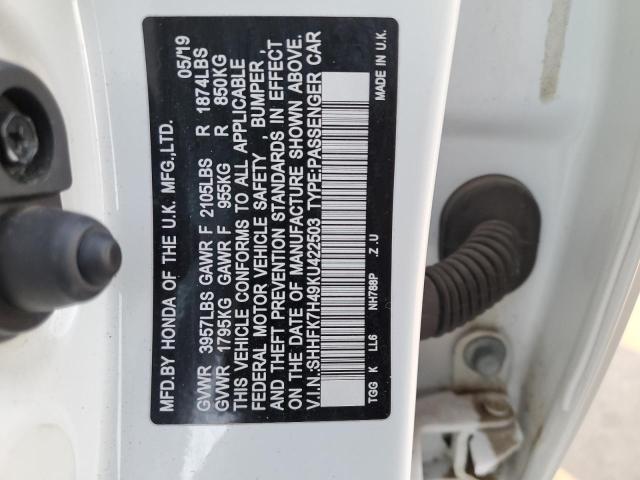 MFD.BY HONDA OF THE U.K. MFG.,LTD. 05/19
GVWR 3957LBS GAWR F 2105LBS R 1874LBS
GVWR 1795KG GAWR F 955KG R 850KG
THIS VEHICLE CONFORMS TO ALL APPLICABLE
FEDERAL MOTOR VEHICLE SAFETY, BUMPER, AND
THEFT PREVENTION STANDARDS IN EFFECT
ON THE DATE OF MANUFACTURE SHOWN ABOVE.
V.I.N.:SHHFK7H49KU422503 TYPE:PASSENGER CAR
TGG K LL6 NH788P .Z .U MADE IN U.K.